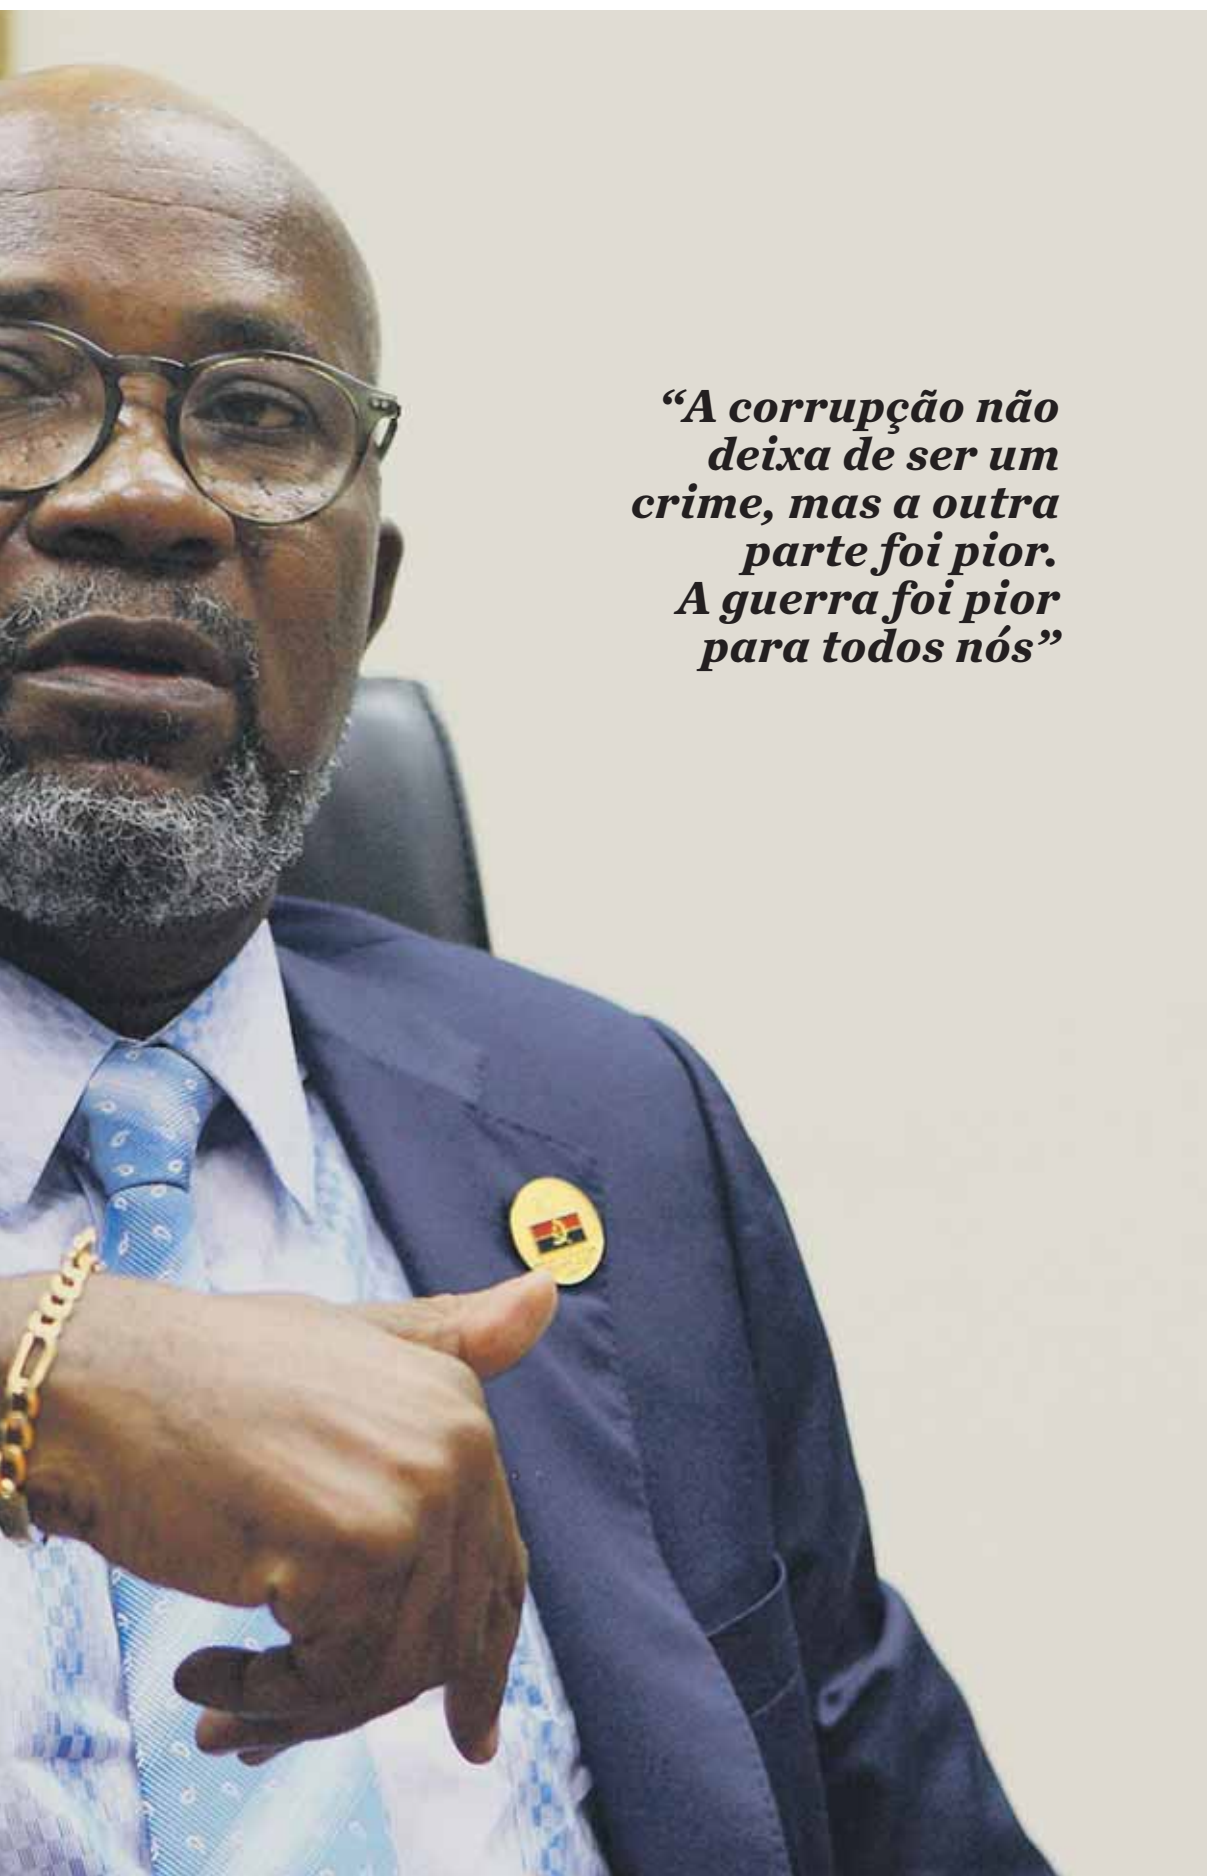 “A corrupção não
deixa de ser um
crime, mas a outra
parte foi pior.
A guerra foi pior
para todos nós”